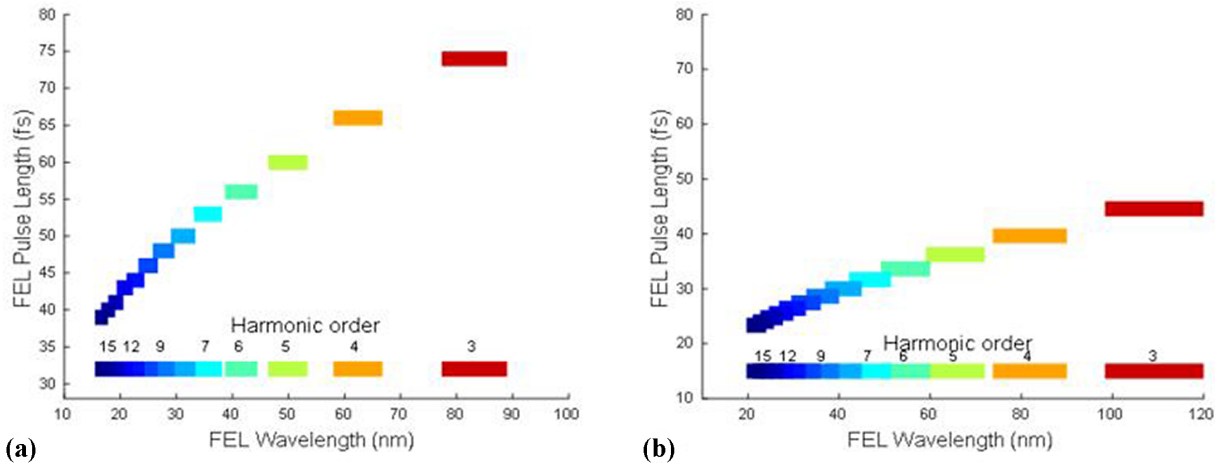 80
75
70
65
60
55
50
45
40
35
30
FEL Pulse Length (fs)
Harmonic order
15 12 9 7 6 5 4 3
10 20 30 40 50 60 70 80 90 100
FEL Wavelength (nm)
(a)
80
70
60
50
40
30
20
10
FEL Pulse Length (fs)
Harmonic order
15 12 9 7 6 5 4 3
20 40 60 80 100 120
FEL Wavelength (nm)
(b)